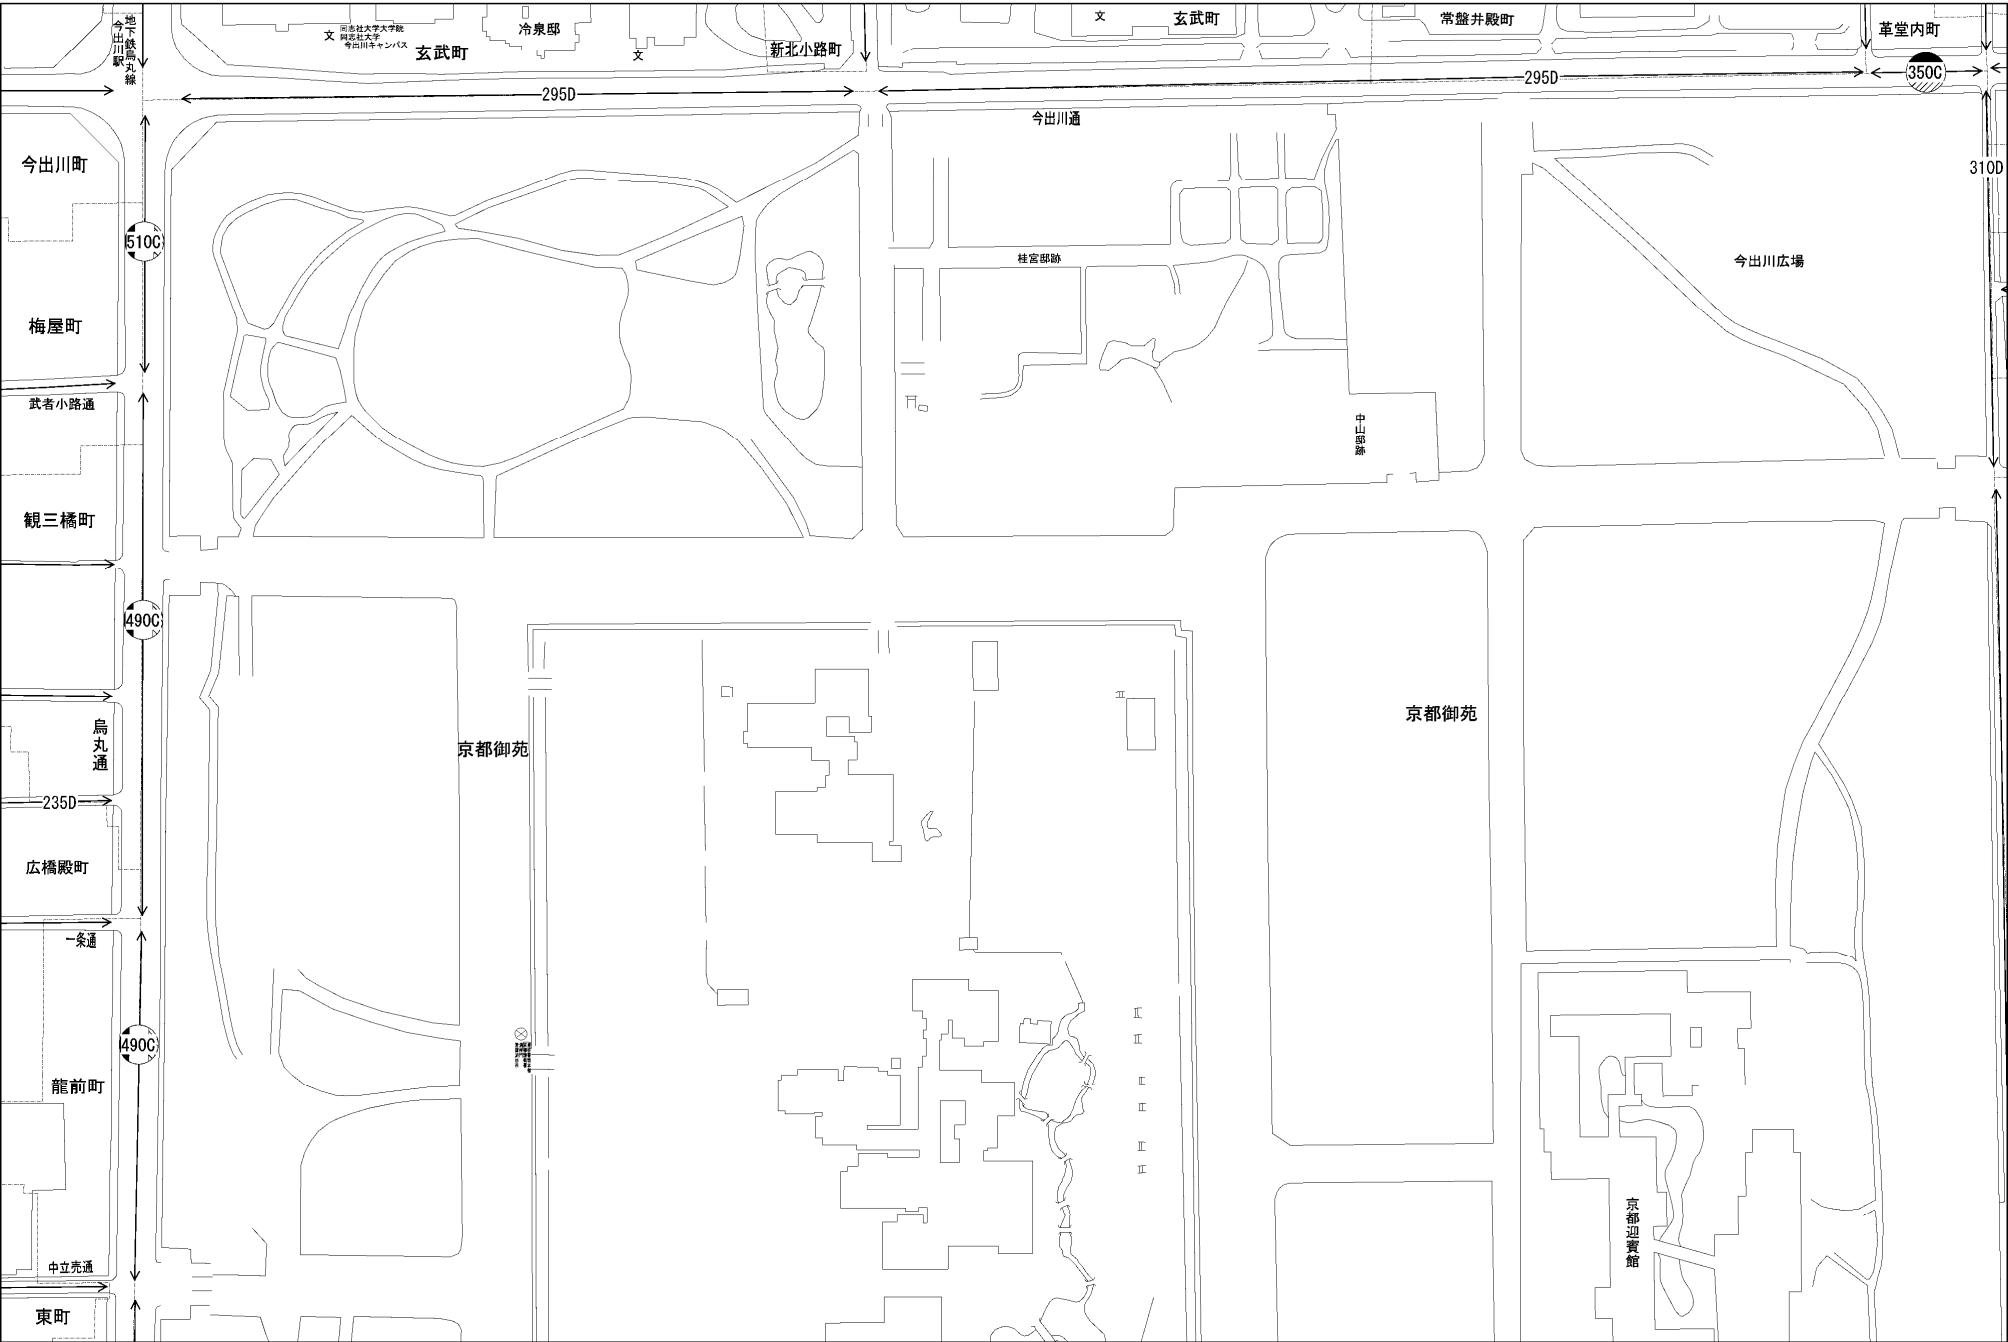 地下鉄烏丸線
今出川駅
文
同志社大学大学院
同志社大学
今出川キャンパス
玄武町
冷泉邸
文
新北小路町
文
玄武町
常盤井殿町
革堂内町
295D
295D
350C
今出川通
今出川町
310D
510C
桂宮邸跡
今出川広場
梅屋町
武者小路通
中山邸跡
観三橘町
490C
烏丸通
京都御苑
京都御苑
235D
広橋殿町
一条通
490C
龍前町
京都迎賓館
中立売通
東町